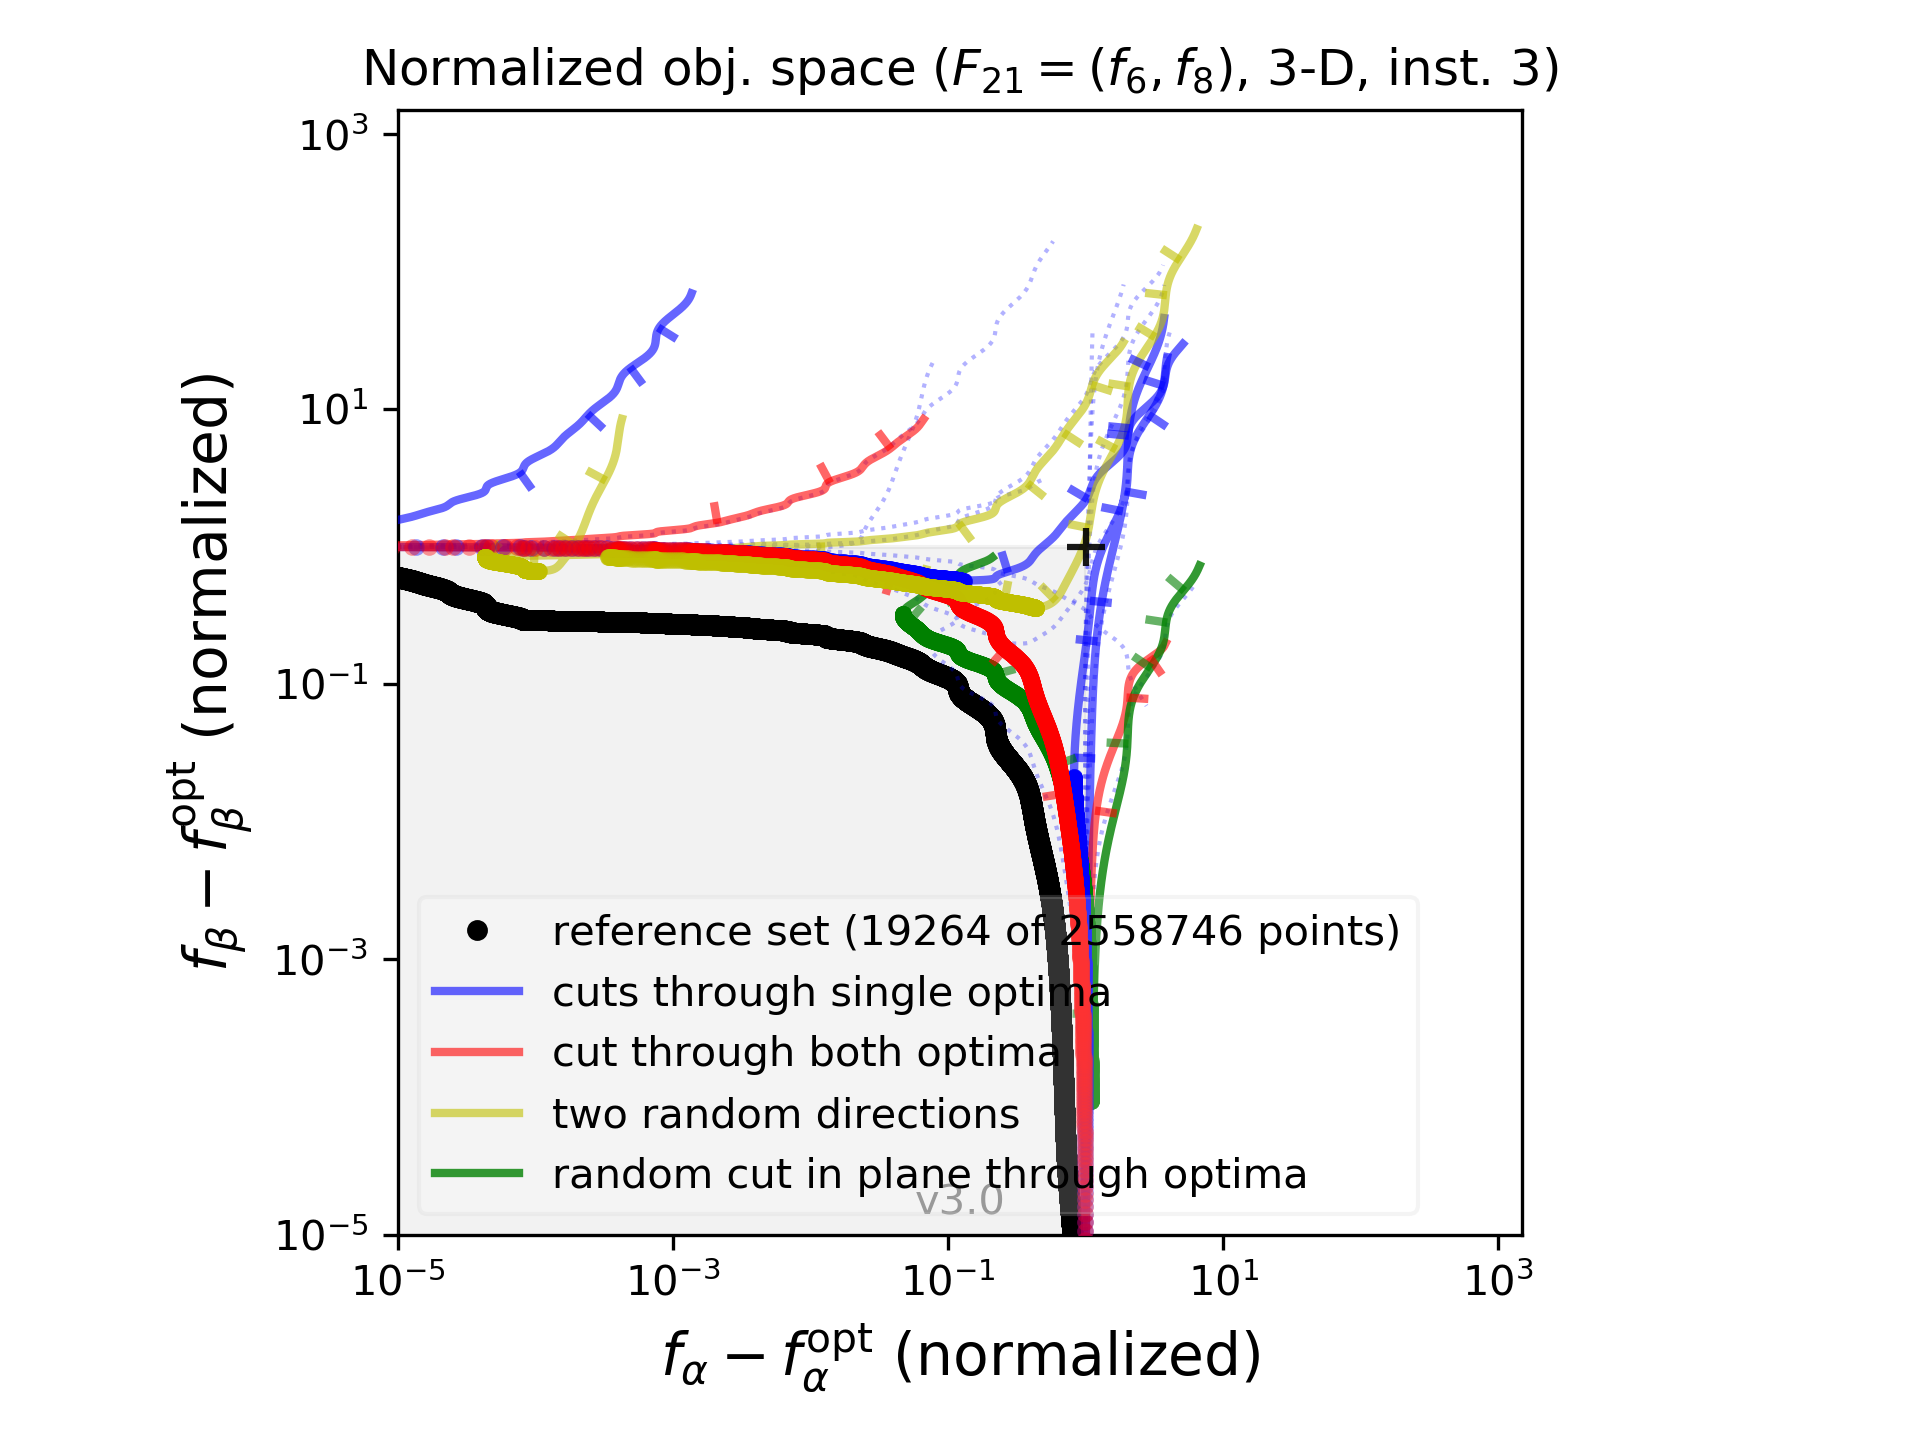 Normalized obj. space (F₂₁ = (f₆, f₈), 3-D, inst. 3)
10³
10¹
10⁻¹
10⁻³
10⁻⁵
f_β − f_β^opt (normalized)
reference set (19264 of 2558746 points)
cuts through single optima
cut through both optima
two random directions
random cut in plane through optima
v3.0
10⁻⁵ 10⁻³ 10⁻¹ 10¹ 10³
f_α − f_α^opt (normalized)